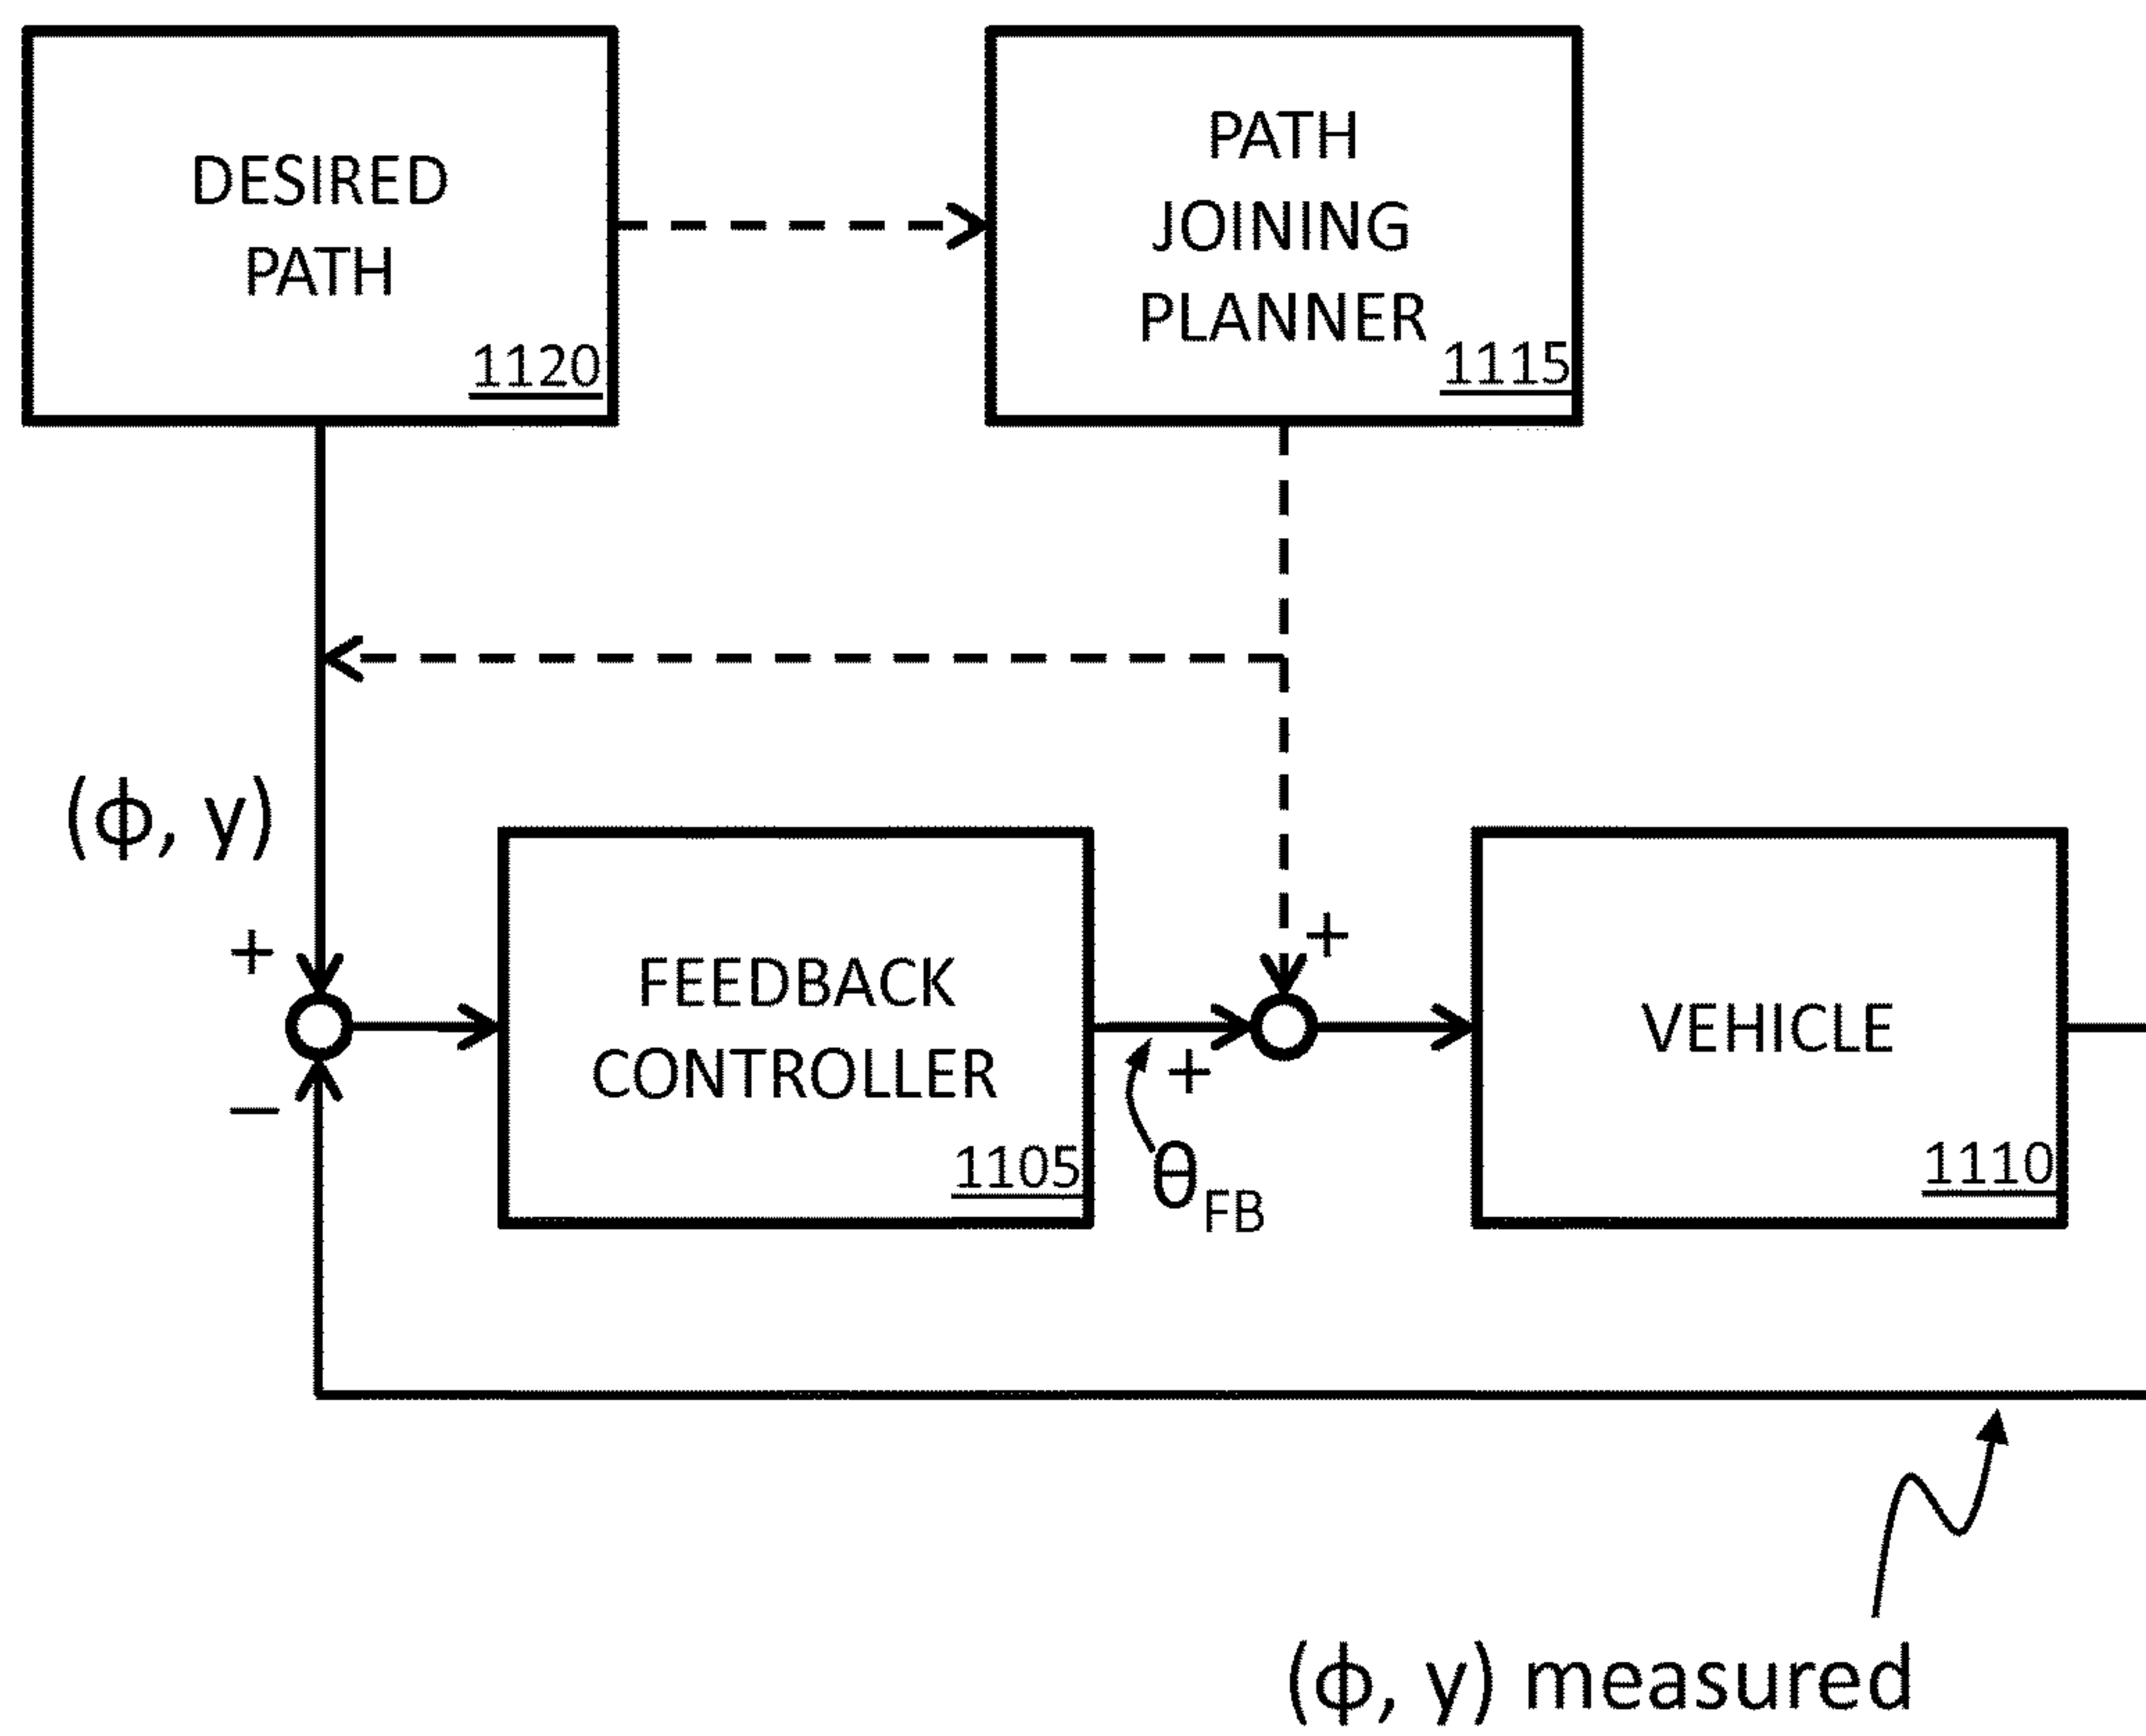 DESIRED
PATH
1120
PATH
JOINING
PLANNER
1115
(ϕ, y)
+
−
FEEDBACK
CONTROLLER
1105
+
+
θFB
VEHICLE
1110
(ϕ, y) measured